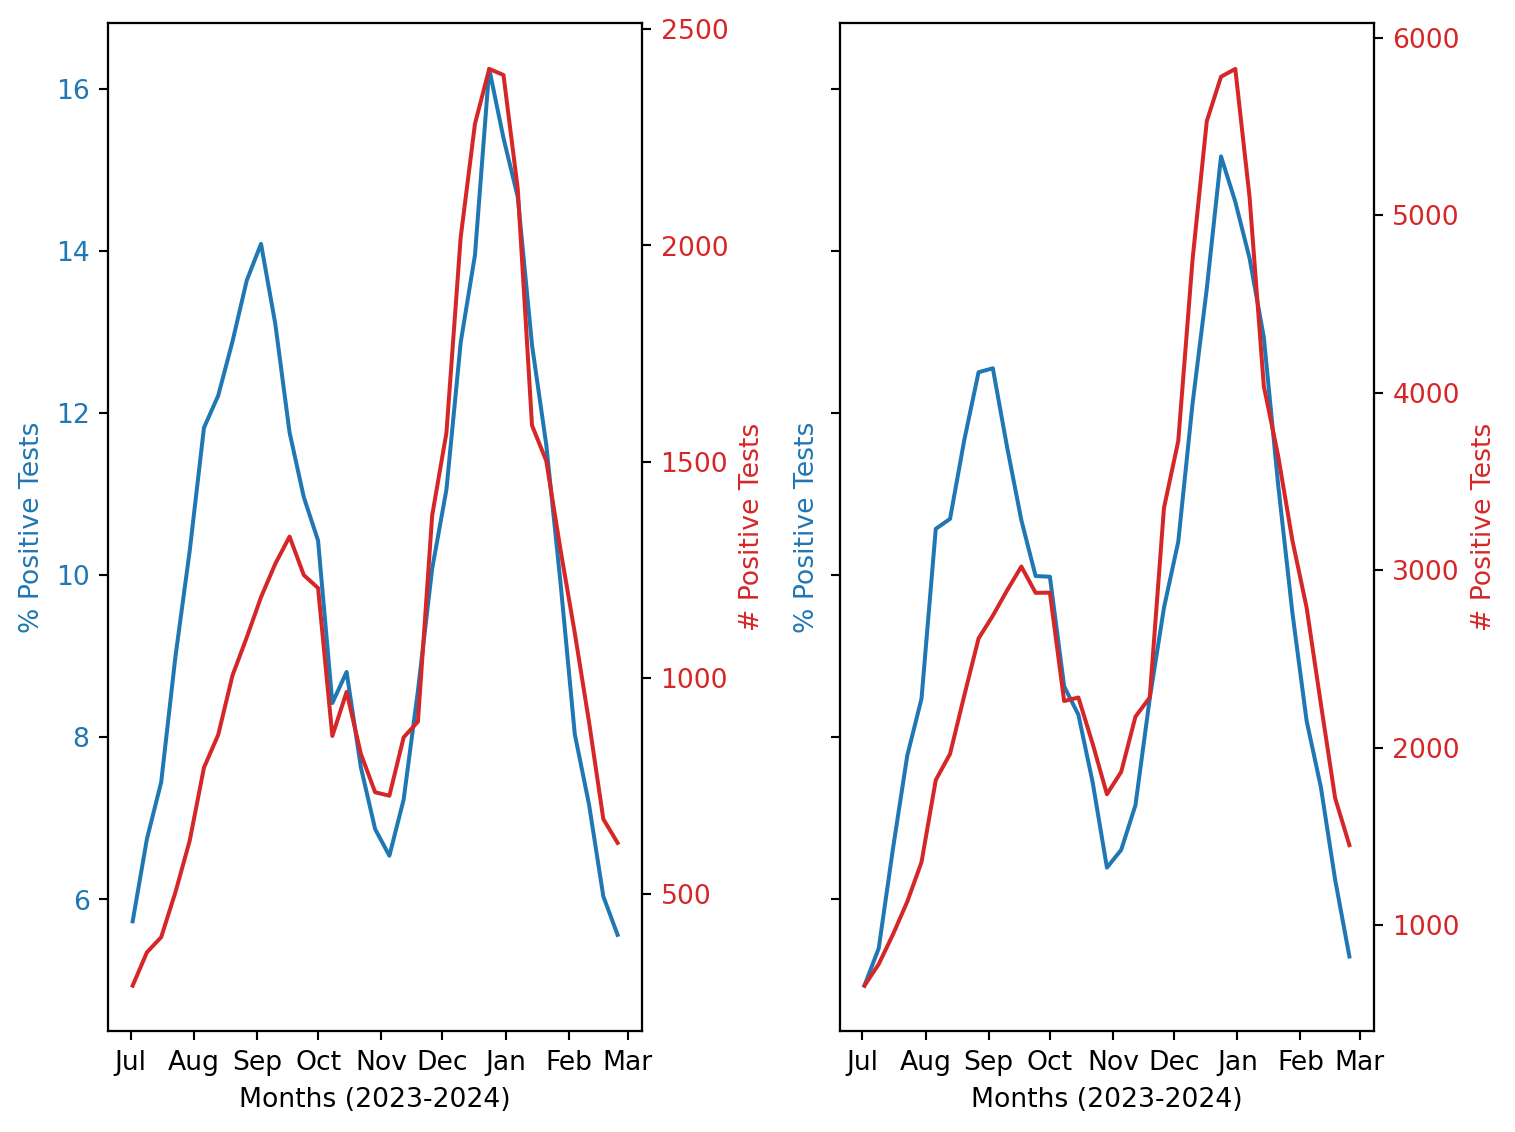 % Positive Tests
16
14
12
10
8
6
2500
2000
1500
1000
500
# Positive Tests
Jul Aug Sep Oct Nov Dec Jan Feb Mar
Months (2023-2024)
% Positive Tests
6000
5000
4000
3000
2000
1000
# Positive Tests
Jul Aug Sep Oct Nov Dec Jan Feb Mar
Months (2023-2024)